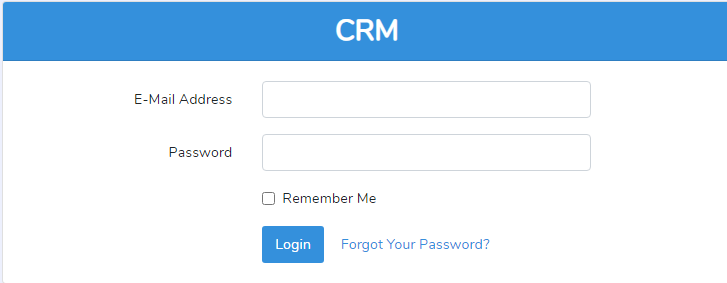 CRM
E-Mail Address
Password
Remember Me
Login Forgot Your Password?